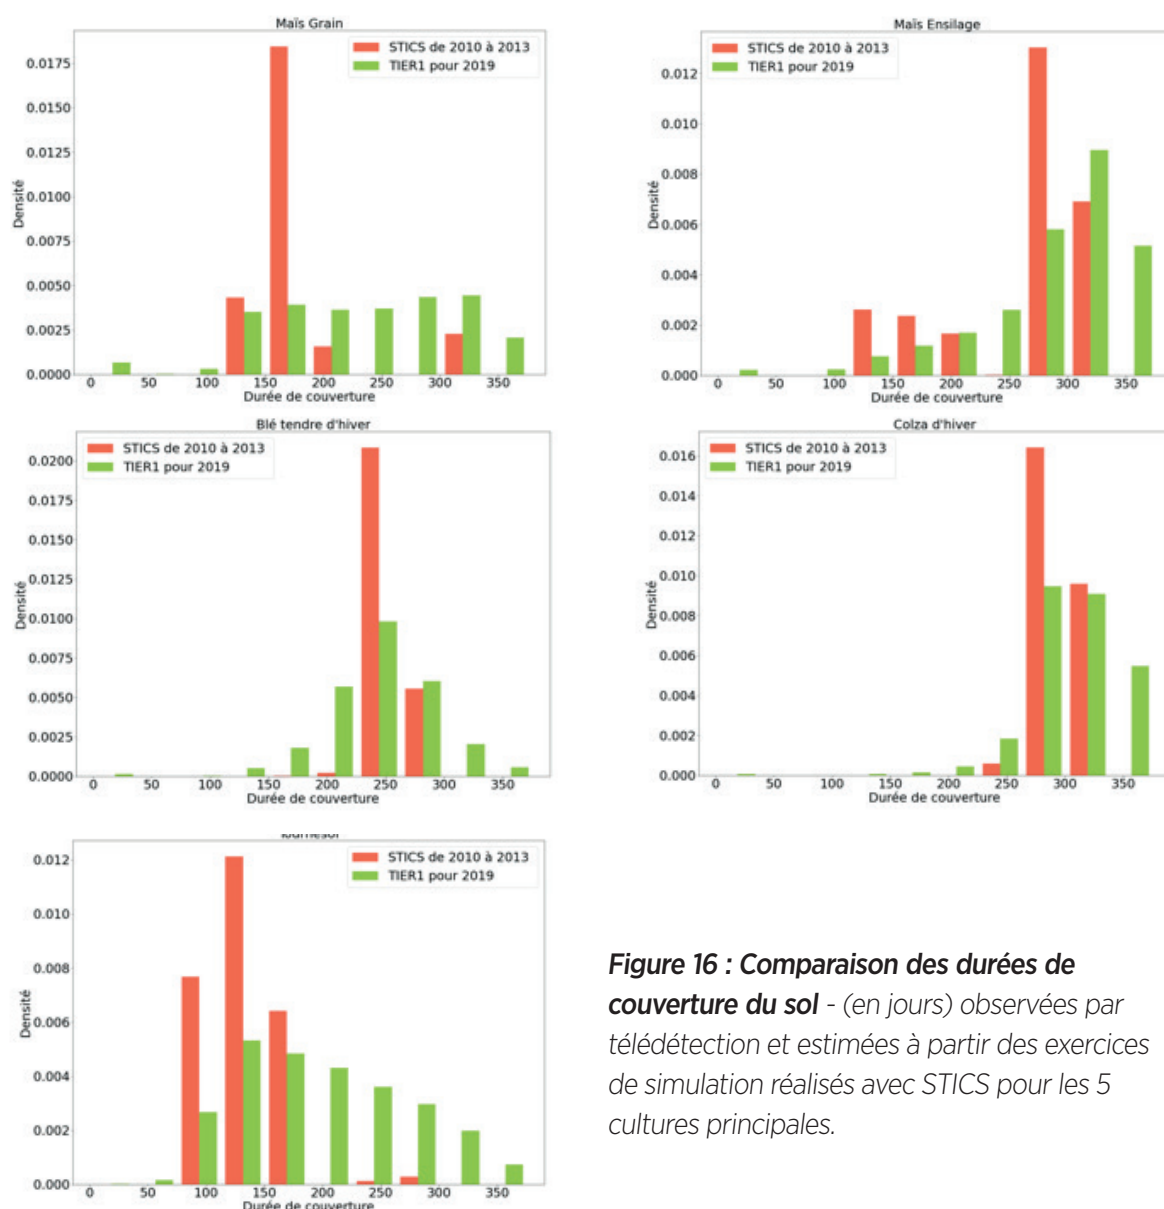 Maïs Grain
STICS de 2010 à 2013
TIER1 pour 2019
Densité
0.0175
0.0150
0.0125
0.0100
0.0075
0.0050
0.0025
0.0000
0 50 100 150 200 250 300 350
Durée de couverture
Maïs Ensilage
STICS de 2010 à 2013
TIER1 pour 2019
Densité
0.012
0.010
0.008
0.006
0.004
0.002
0.000
0 50 100 150 200 250 300 350
Durée de couverture
Blé tendre d'hiver
STICS de 2010 à 2013
TIER1 pour 2019
Densité
0.0200
0.0175
0.0150
0.0125
0.0100
0.0075
0.0050
0.0025
0.0000
0 50 100 150 200 250 300 350
Durée de couverture
Colza d'hiver
STICS de 2010 à 2013
TIER1 pour 2019
Densité
0.016
0.014
0.012
0.010
0.008
0.006
0.004
0.002
0.000
0 50 100 150 200 250 300 350
Durée de couverture
Tournesol
STICS de 2010 à 2013
TIER1 pour 2019
Densité
0.012
0.010
0.008
0.006
0.004
0.002
0.000
0 50 100 150 200 250 300 350
Durée de couverture
Figure 16 : Comparaison des durées de
couverture du sol - (en jours) observées par
télédétection et estimées à partir des exercices
de simulation réalisés avec STICS pour les 5
cultures principales.